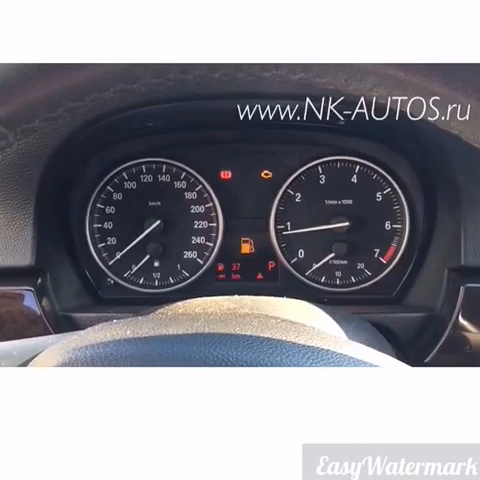 www.NK-AUTOS.ru
120 140
100 160
80 180
60 200
40 220
20 240
0 260
km/h
1/2 1
3 4
2 5
1 6
0 7
1/min x 1000
l/100km
10 20
37 P
km
EasyWatermark